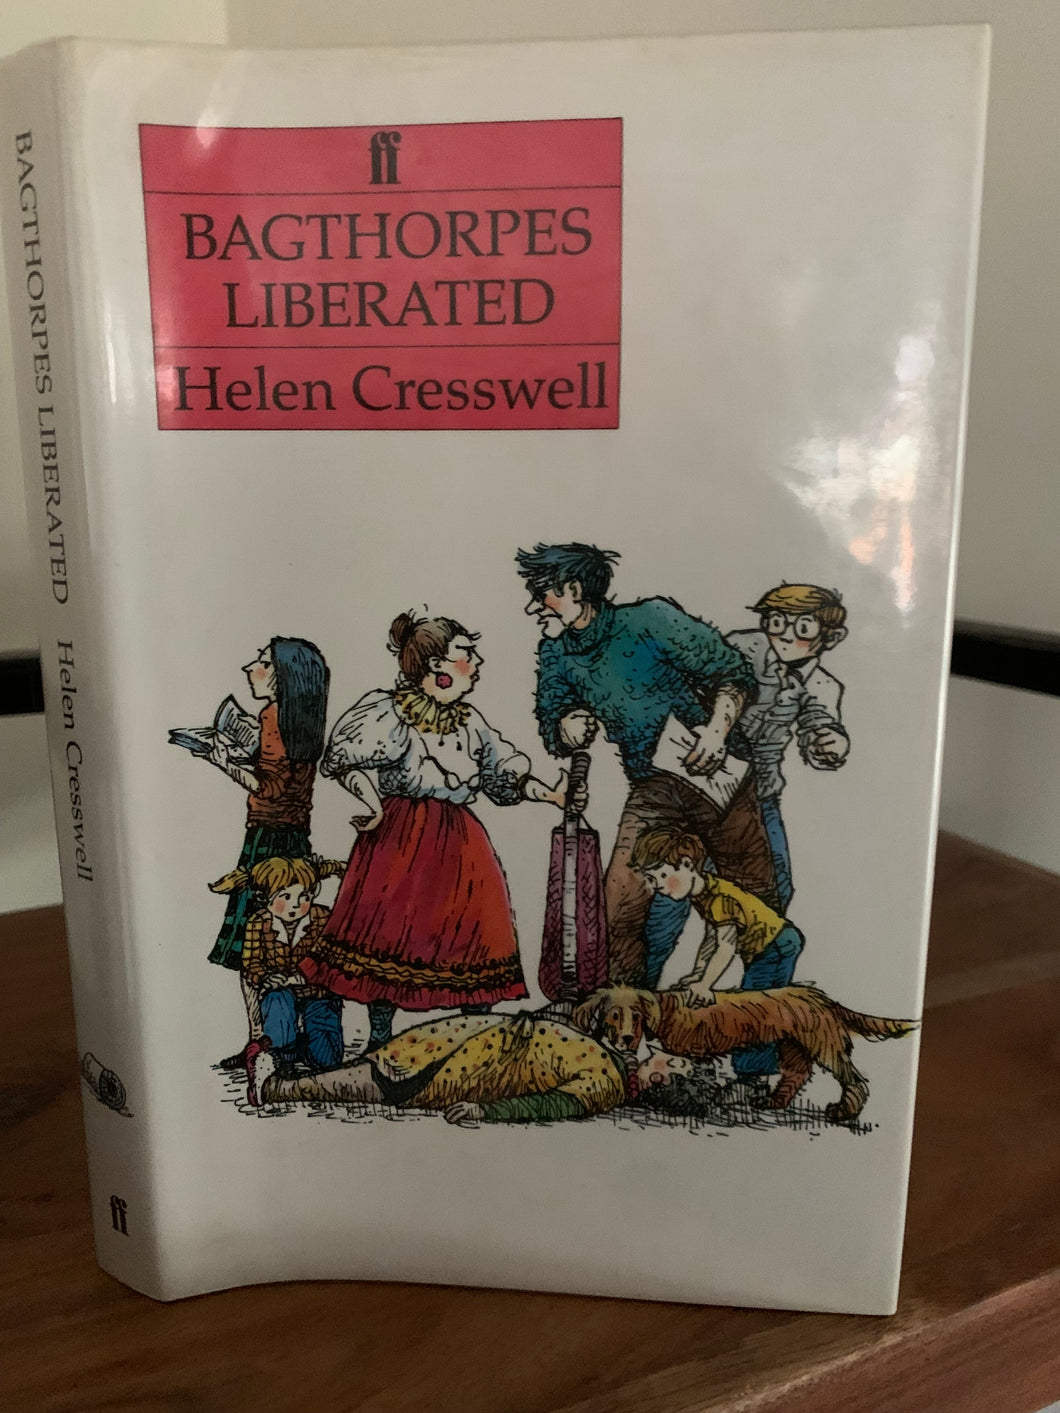 ff
BAGTHORPES
LIBERATED
Helen Cresswell
BAGTHORPES LIBERATED Helen Cresswell
ff